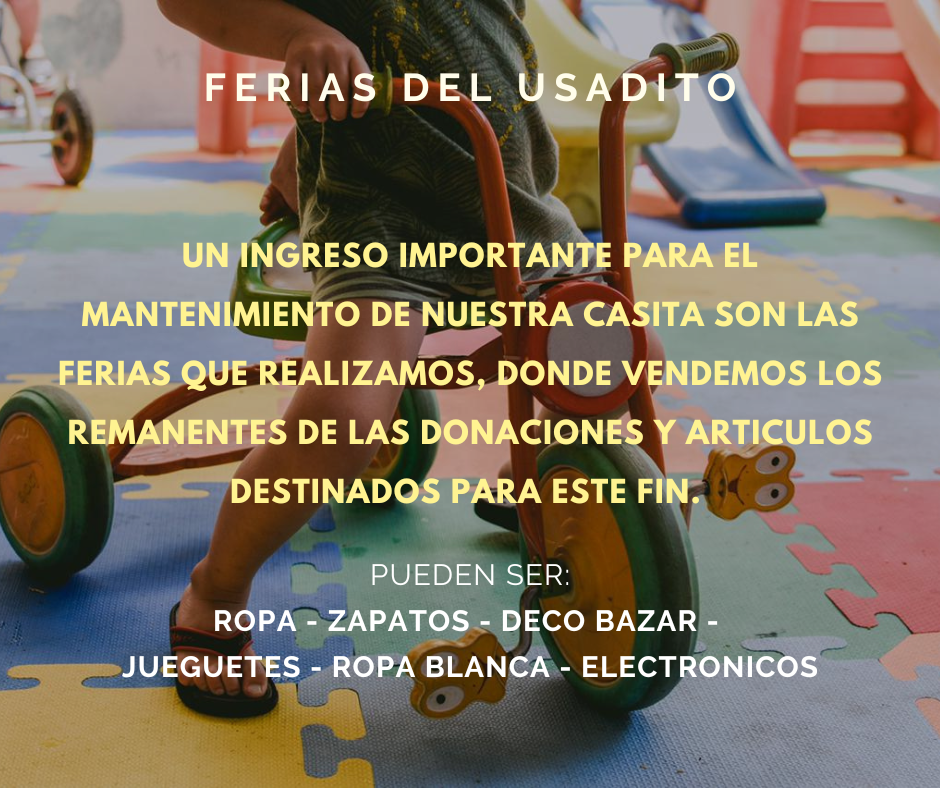 FERIAS DEL USADITO
UN INGRESO IMPORTANTE PARA EL
MANTENIMIENTO DE NUESTRA CASITA SON LAS
FERIAS QUE REALIZAMOS, DONDE VENDEMOS LOS
REMANENTES DE LAS DONACIONES Y ARTICULOS
DESTINADOS PARA ESTE FIN.
PUEDEN SER:
ROPA - ZAPATOS - DECO BAZAR -
JUEGUETES - ROPA BLANCA - ELECTRONICOS